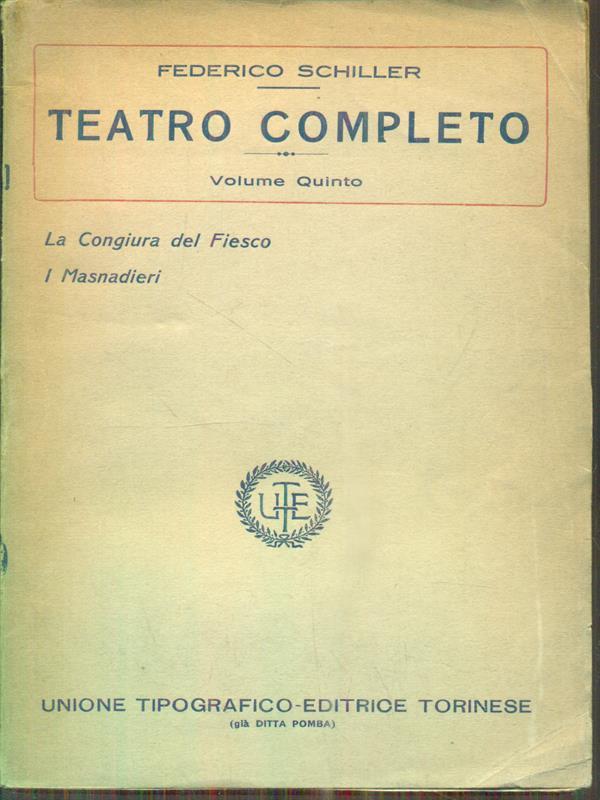 FEDERICO SCHILLER
TEATRO COMPLETO
Volume Quinto
La Congiura del Fiesco
I Masnadieri
UTE
UNIONE TIPOGRAFICO-EDITRICE TORINESE
(già DITTA POMBA)